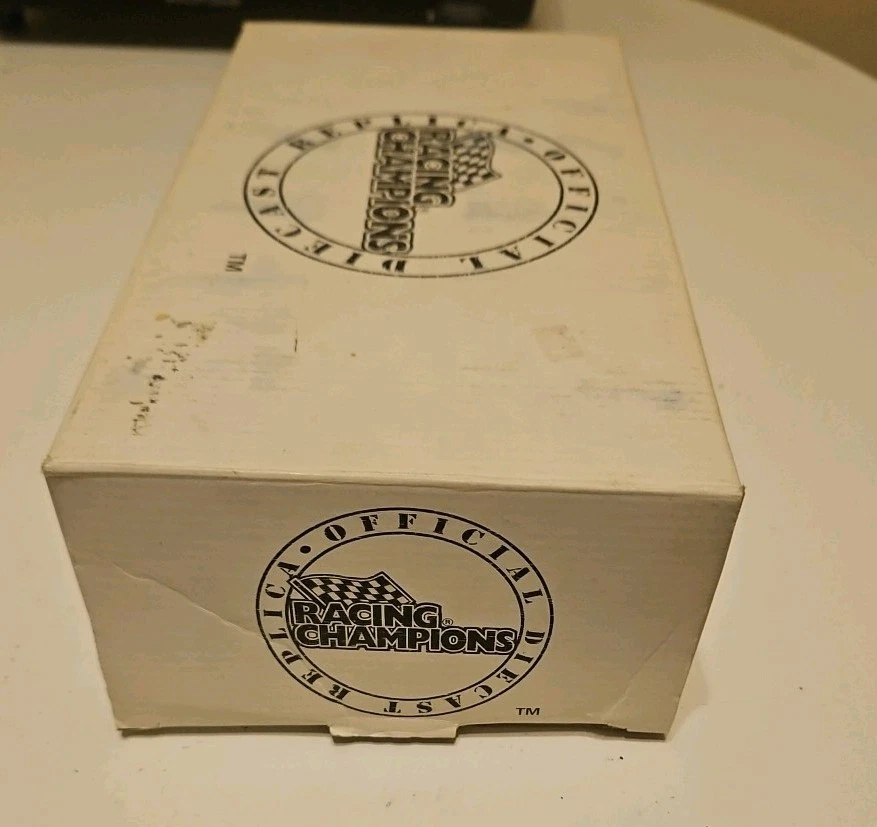 OFFICIAL DIECAST REPLICA •
RACING
CHAMPIONS
TM
OFFICIAL DIECAST REPLICA •
RACING®
CHAMPIONS
TM